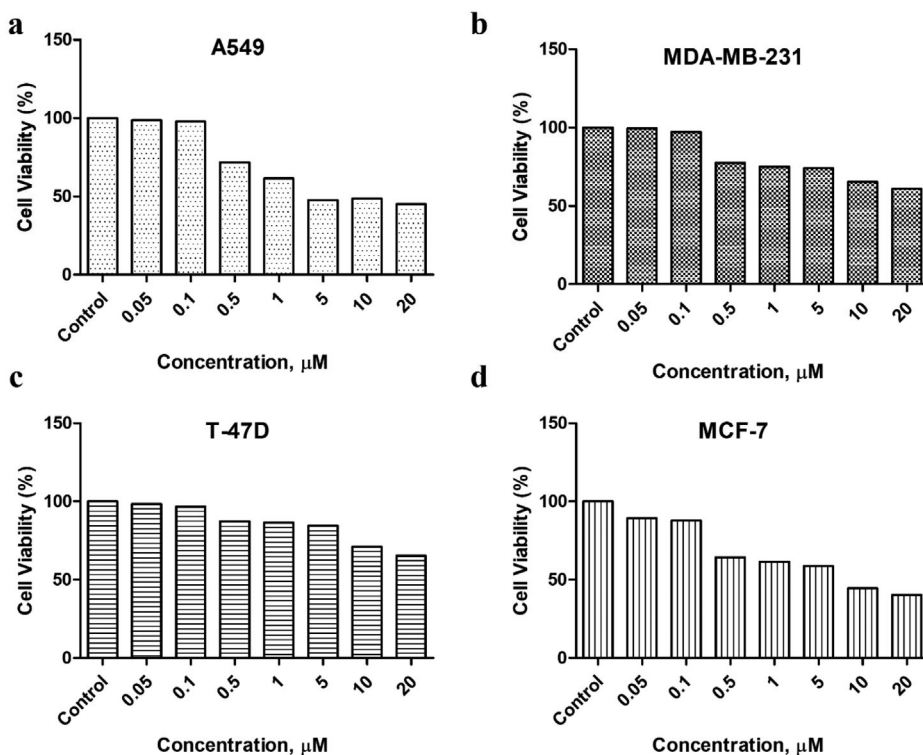 a
A549
150
100
50
0
Cell Viability (%)
Control 0.05 0.1 0.5 1 5 10 20
Concentration, μM
b
MDA-MB-231
150
100
50
0
Cell Viability (%)
Control 0.05 0.1 0.5 1 5 10 20
Concentration, μM
c
T-47D
150
100
50
0
Cell Viability (%)
Control 0.05 0.1 0.5 1 5 10 20
Concentration, μM
d
MCF-7
150
100
50
0
Cell Viability (%)
Control 0.05 0.1 0.5 1 5 10 20
Concentration, μM